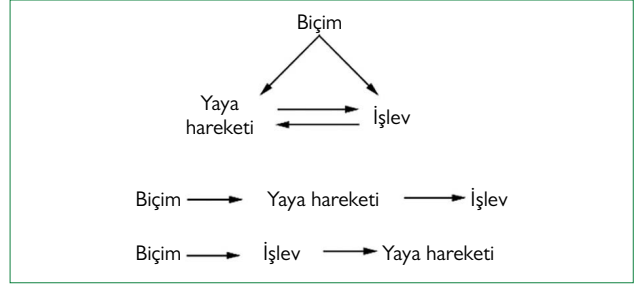 Biçim
Yaya
hareketi
İşlev
Biçim Yaya hareketi İşlev
Biçim İşlev Yaya hareketi